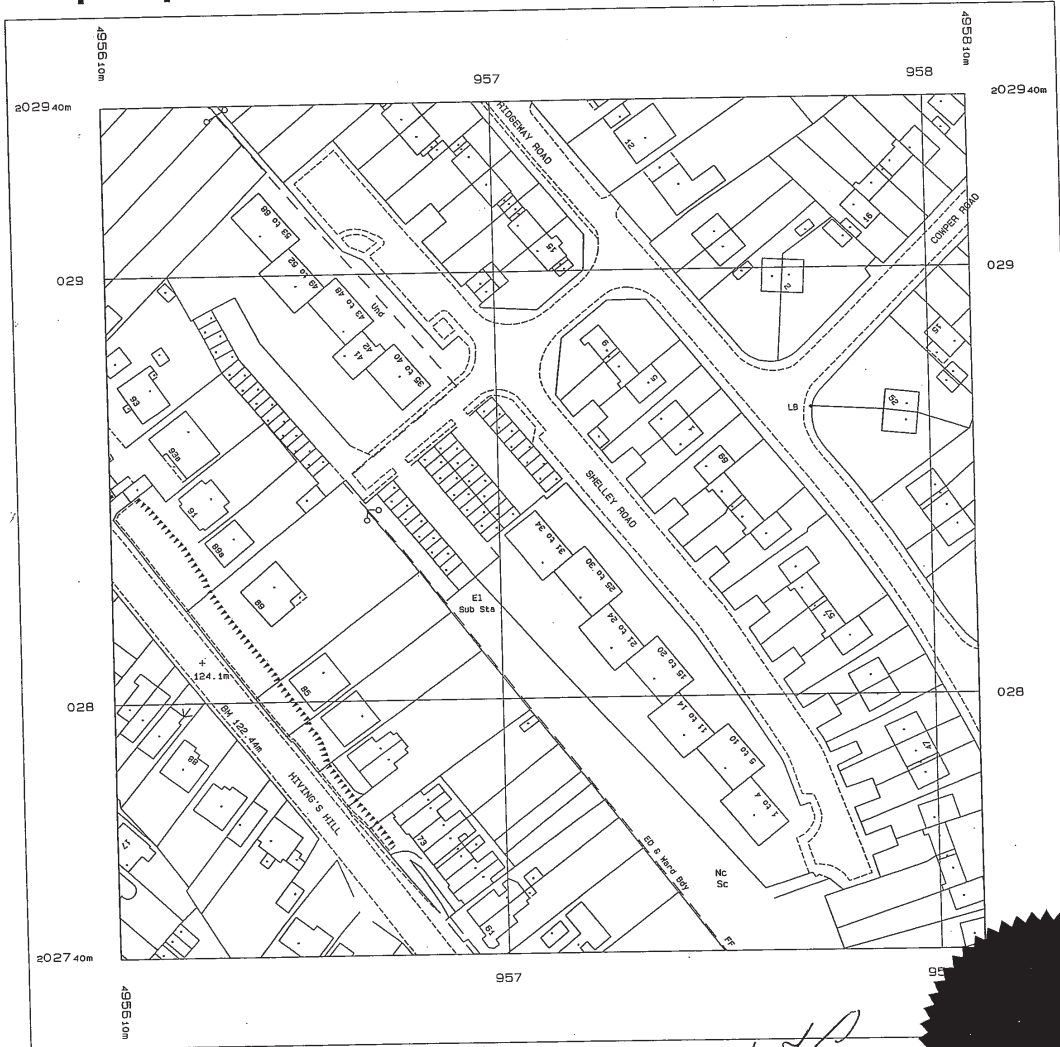 495610m
495810m
957
958
202940m
202940m
RIDGEWAY ROAD
12
16
COWPER ROAD
15
53 to 68
49 to 52
43 to 48
Und
41
42
35 to 40
029
029
2
9
5
1
LB
52
15
93
93a
91
89a
89
69
SHELLEY ROAD
31 to 34
25 to 30
21 to 24
15 to 20
11 to 14
5 to 10
1 to 4
57
El
Sub Sta
124.1m
85
028
028
BM 122.44m
88
HIVING'S HILL
47
73
77
61
ED & Ward Bdy
Nc
Sc
FF
202740m
957
495610m